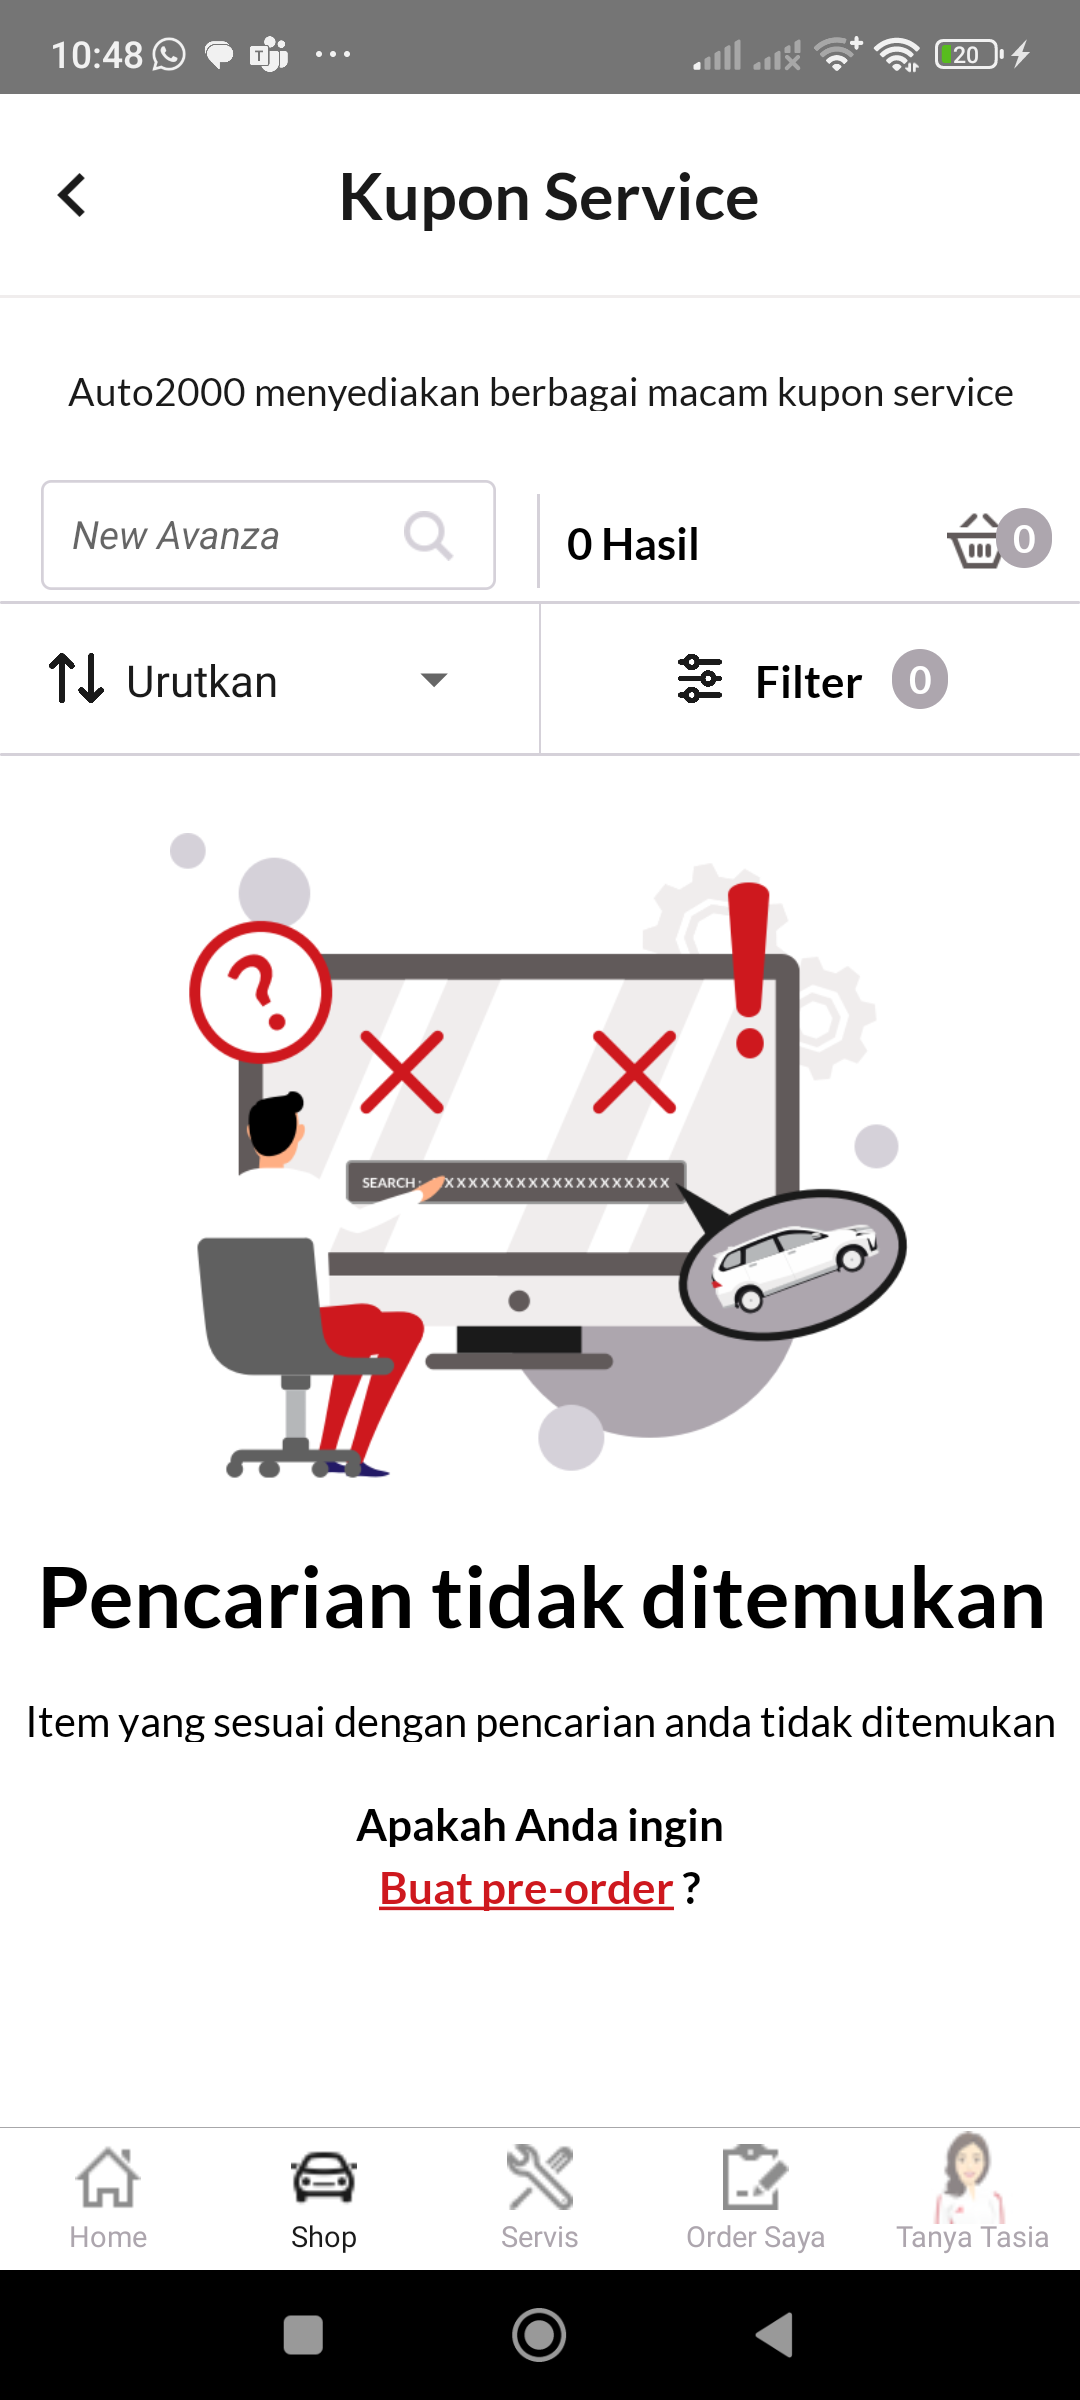 10:48
20
Kupon Service
Auto2000 menyediakan berbagai macam kupon service
New Avanza
0 Hasil
0
Urutkan
Filter
0
?
!
SEARCH: XXXXXXXXXXXXXXXXXXX
Pencarian tidak ditemukan
Item yang sesuai dengan pencarian anda tidak ditemukan
Apakah Anda ingin
Buat pre-order ?
Home
Shop
Servis
Order Saya
Tanya Tasia